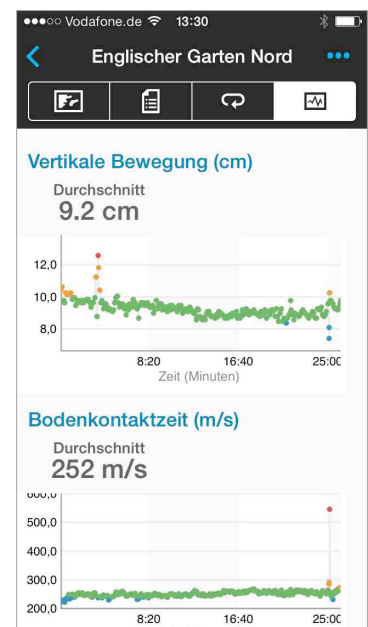 Vodafone.de 13:30
Englischer Garten Nord
Vertikale Bewegung (cm)
Durchschnitt
9.2 cm
12,0
10,0
8,0
8:20 16:40 25:00
Zeit (Minuten)
Bodenkontaktzeit (m/s)
Durchschnitt
252 m/s
600,0
500,0
400,0
300,0
200,0
8:20 16:40 25:00